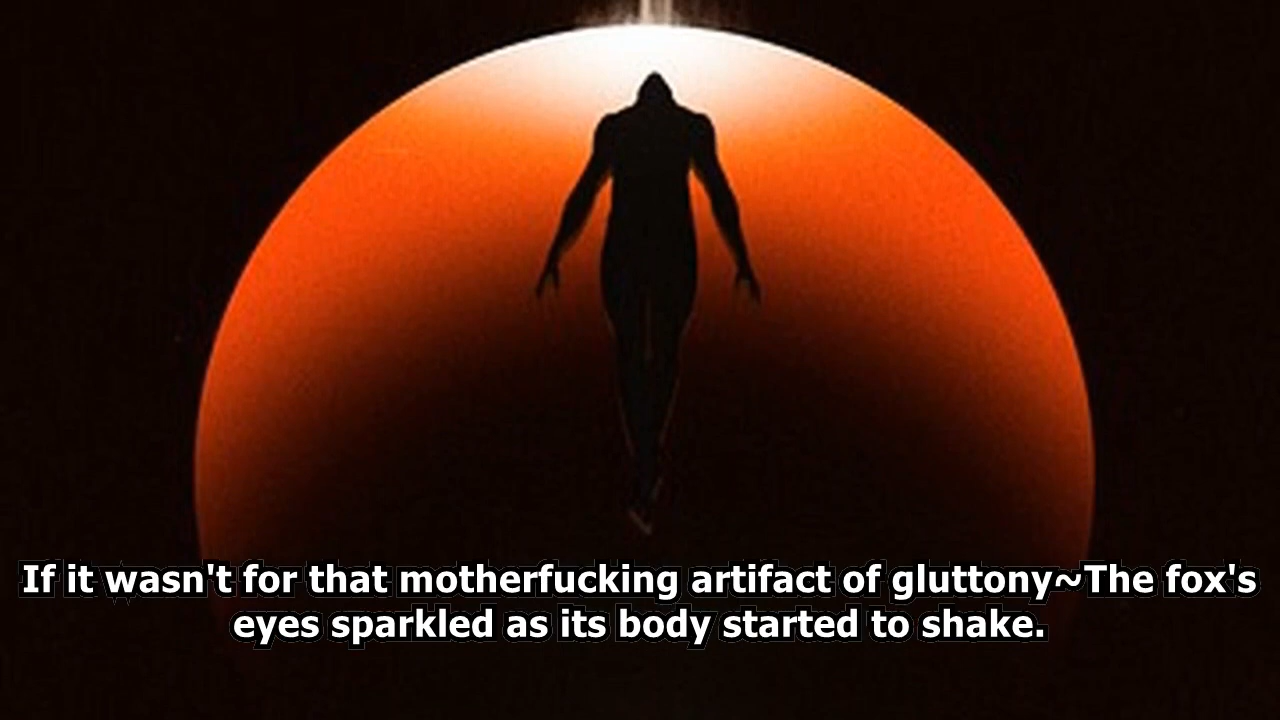 If it wasn't for that motherfucking artifact of gluttony~The fox's
eyes sparkled as its body started to shake.